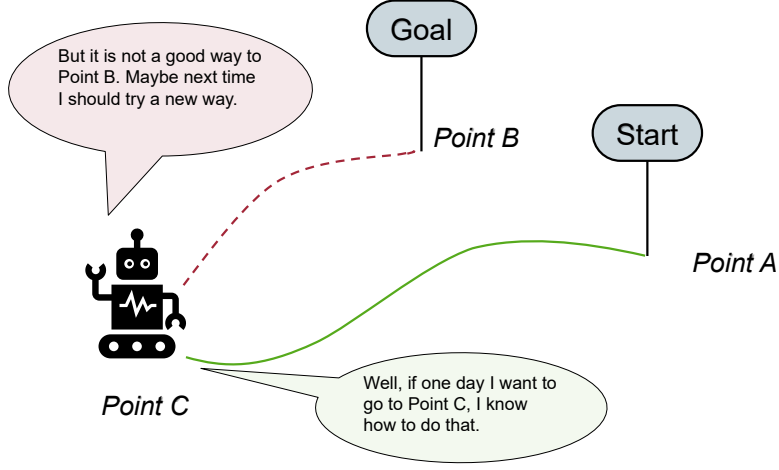 Goal
But it is not a good way to
Point B. Maybe next time
I should try a new way.
Point B
Start
Point A
Well, if one day I want to
go to Point C, I know
how to do that.
Point C